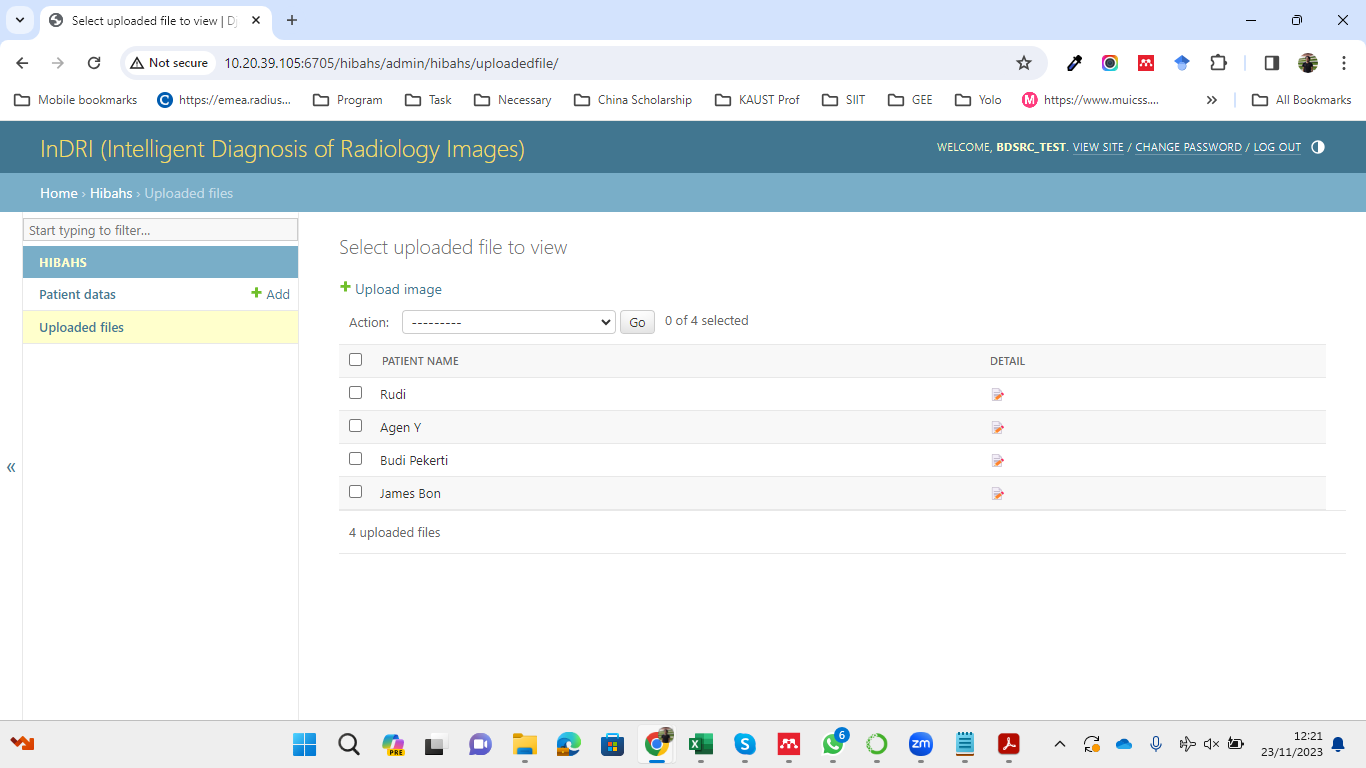 Select uploaded file to view | Dj
Not secure
10.20.39.105:6705/hibahs/admin/hibahs/uploadedfile/
Mobile bookmarks
https://emea.radius...
Program
Task
Necessary
China Scholarship
KAUST Prof
SIIT
GEE
Yolo
M https://www.muicss....
»
All Bookmarks
InDRI (Intelligent Diagnosis of Radiology Images)
WELCOME, BDSRC_TEST. VIEW SITE / CHANGE PASSWORD / LOG OUT
Home › Hibahs › Uploaded files
Start typing to filter...
HIBAHS
Patient datas
+ Add
Uploaded files
«
Select uploaded file to view
+ Upload image
Action: --------- Go 0 of 4 selected
PATIENT NAME DETAIL
Rudi
Agen Y
Budi Pekerti
James Bon
4 uploaded files
PRE
6
zm
12:21
23/11/2023